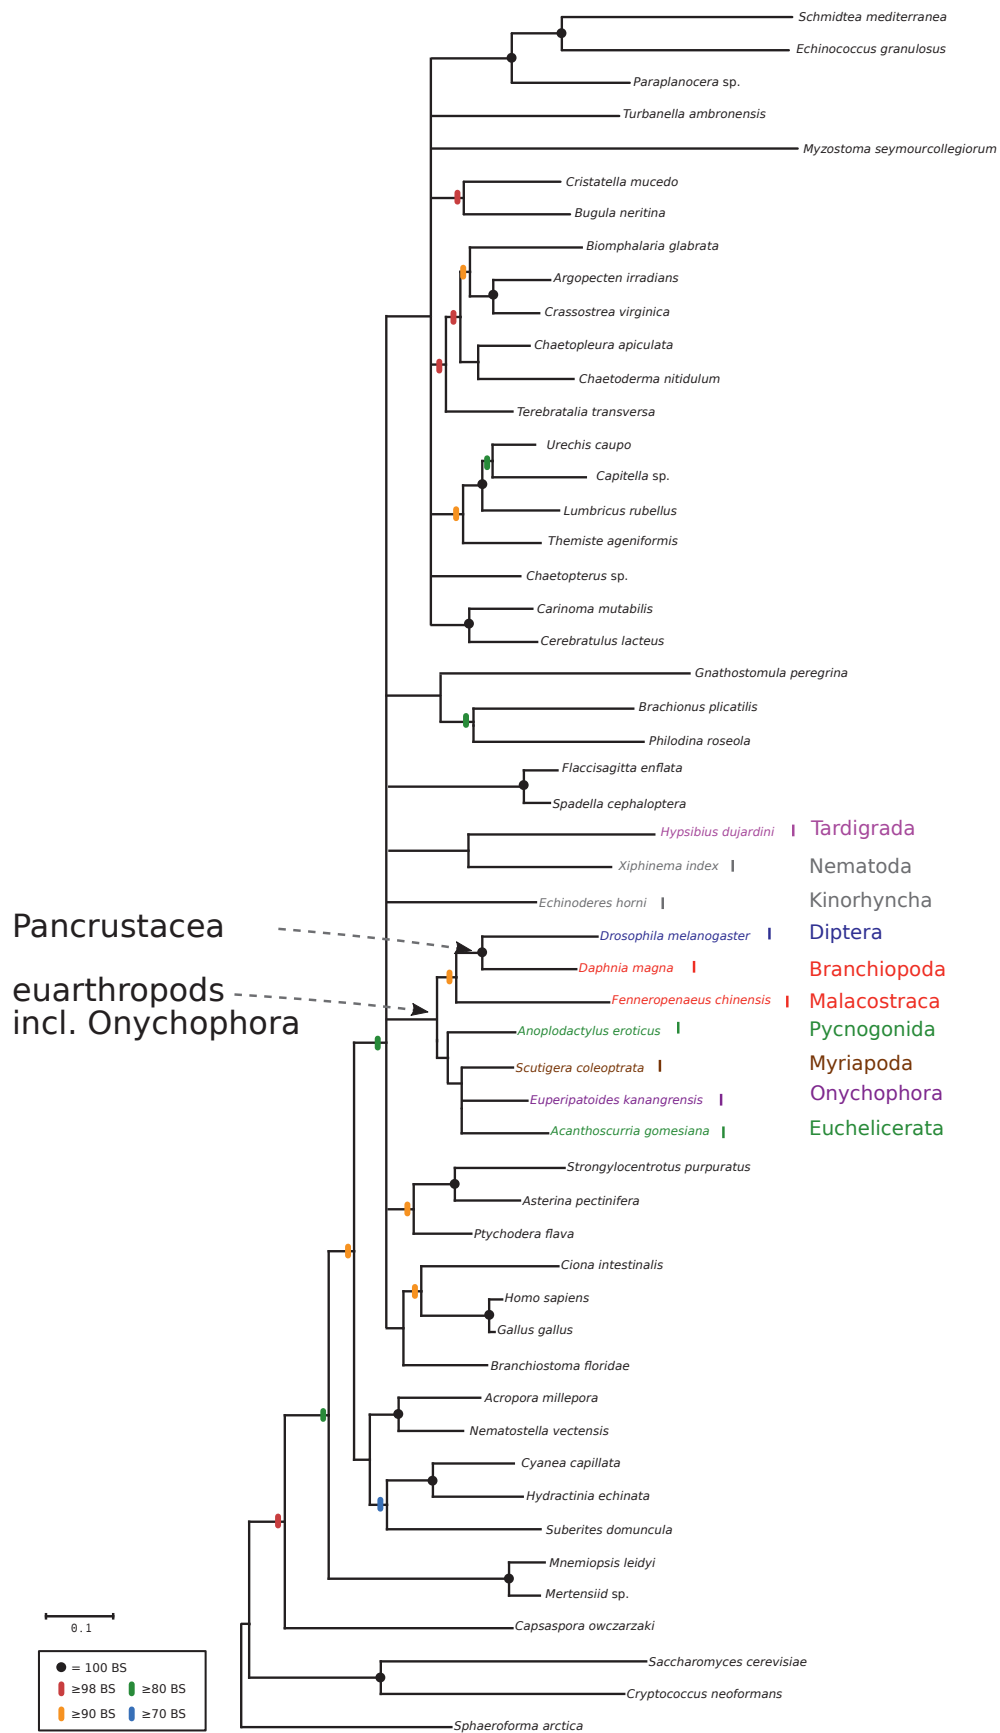 Schmidtea mediterranea
Echinococcus granulosus
Paraplanocera sp.
Turbanella ambronensis
Myzostoma seymourcollegiorum
Cristatella mucedo
Bugula neritina
Biomphalaria glabrata
Argopecten irradians
Crassostrea virginica
Chaetopleura apiculata
Chaetoderma nitidulum
Terebratalia transversa
Urechis caupo
Capitella sp.
Lumbricus rubellus
Themiste ageniformis
Chaetopterus sp.
Carinoma mutabilis
Cerebratulus lacteus
Gnathostomula peregrina
Brachionus plicatilis
Philodina roseola
Flaccisagitta enflata
Spadella cephaloptera
Hypsibius dujardini Tardigrada
Xiphinema index Nematoda
Echinoderes horni Kinorhyncha
Pancrustacea
Drosophila melanogaster Diptera
Daphnia magna Branchiopoda
euarthropods
incl. Onychophora
Fenneropenaeus chinensis Malacostraca
Anoplodactylus eroticus Pycnogonida
Scutigera coleoptrata Myriapoda
Euperipatoides kanangrensis Onychophora
Acanthoscurria gomesiana Euchelicerata
Strongylocentrotus purpuratus
Asterina pectinifera
Ptychodera flava
Ciona intestinalis
Homo sapiens
Gallus gallus
Branchiostoma floridae
Acropora millepora
Nematostella vectensis
Cyanea capillata
Hydractinia echinata
Suberites domuncula
Mnemiopsis leidyi
Mertensiid sp.
Capsaspora owczarzaki
Saccharomyces cerevisiae
Cryptococcus neoformans
Sphaeroforma arctica
0.1
= 100 BS
≥98 BS ≥80 BS
≥90 BS ≥70 BS